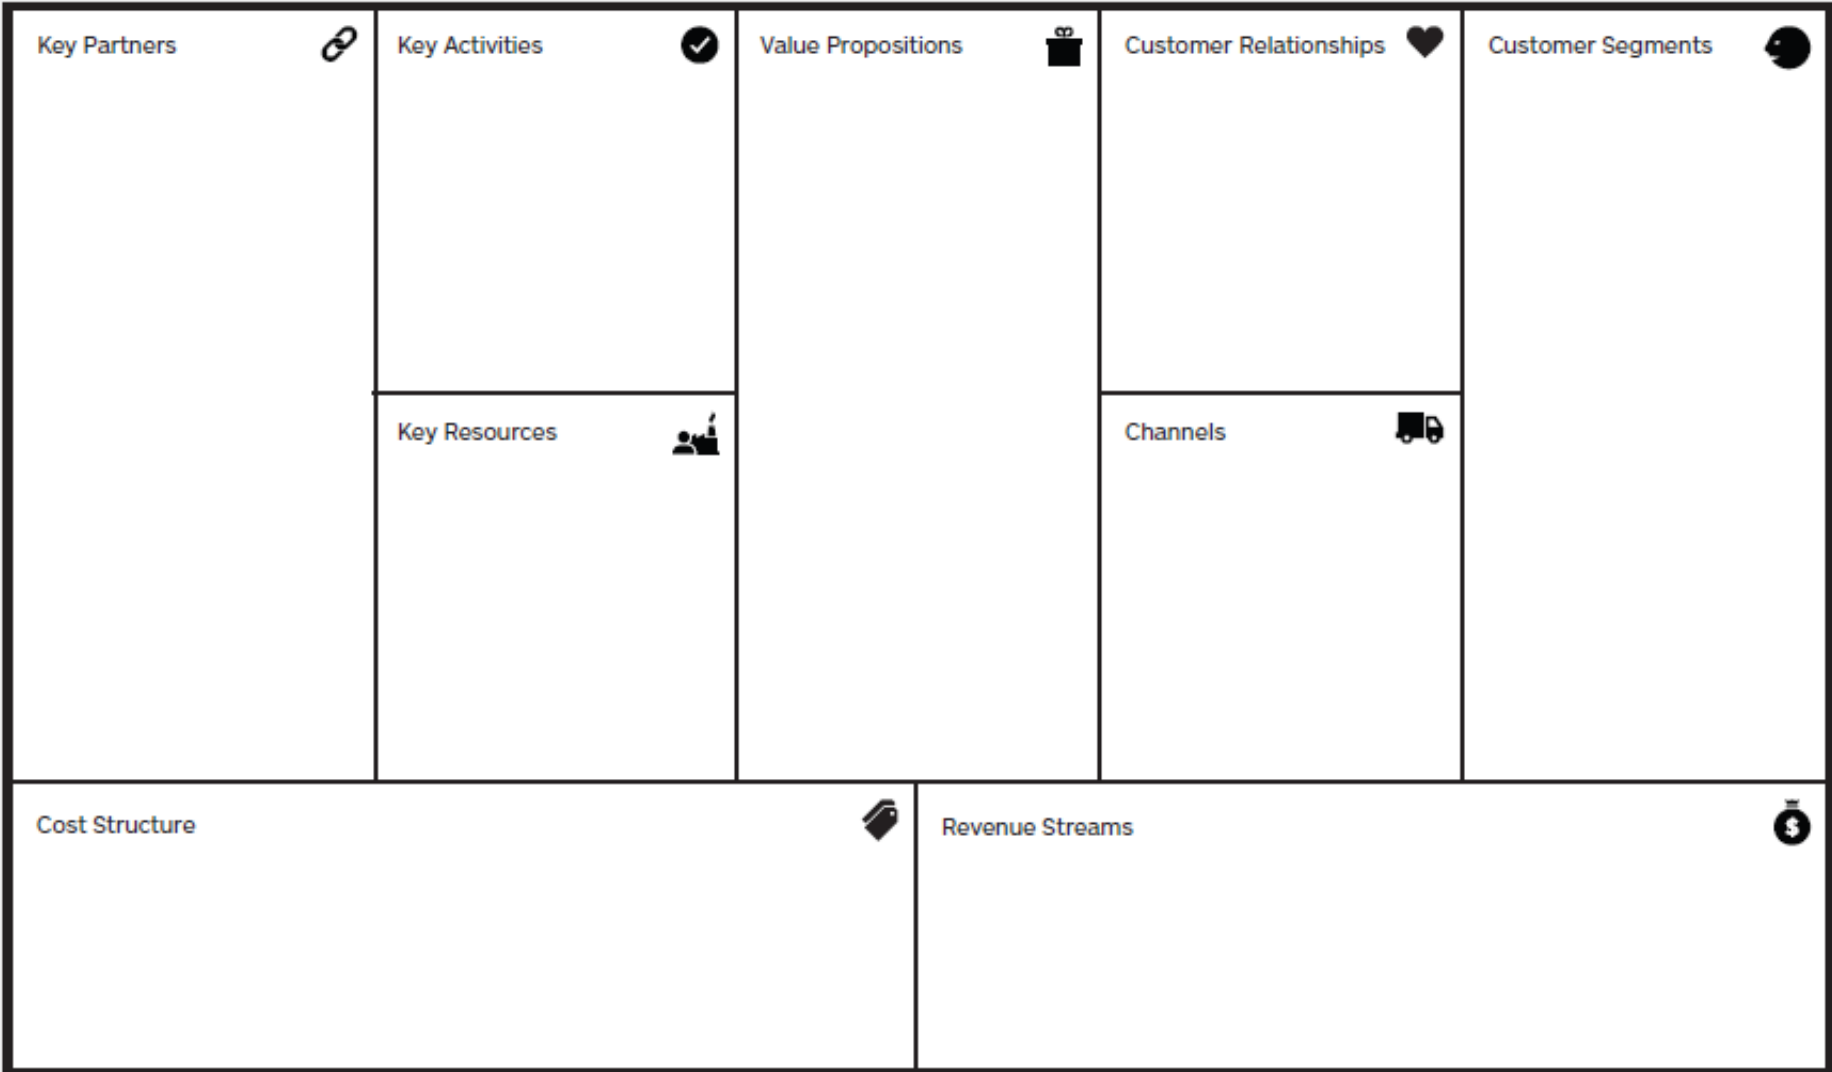 Key Partners
Key Activities
Value Propositions
Customer Relationships
Customer Segments
Key Resources
Channels
Cost Structure
Revenue Streams
$